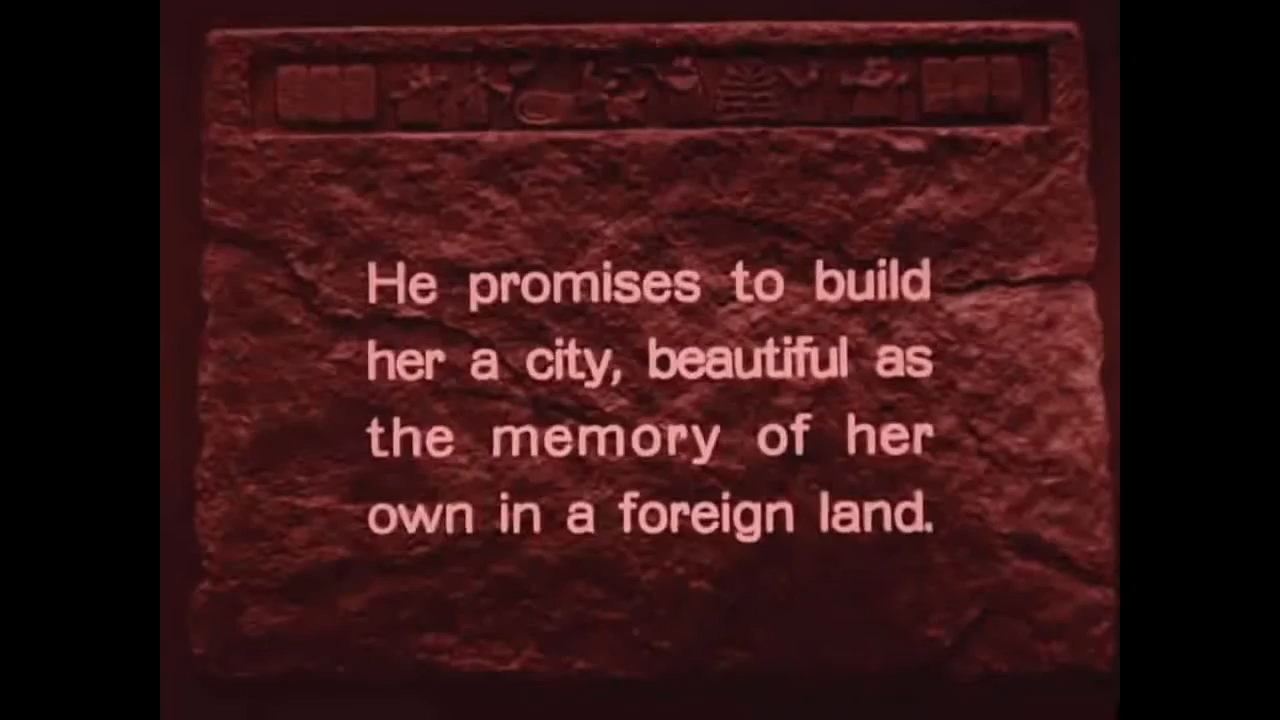 He promises to build
her a city, beautiful as
the memory of her
own in a foreign land.